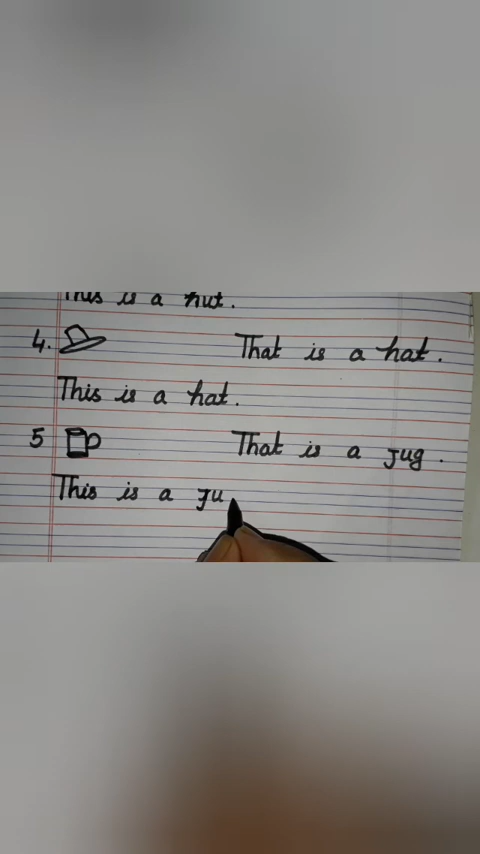 This is a hut.
4. That is a hat.
This is a hat.
5 That is a jug.
This is a ju